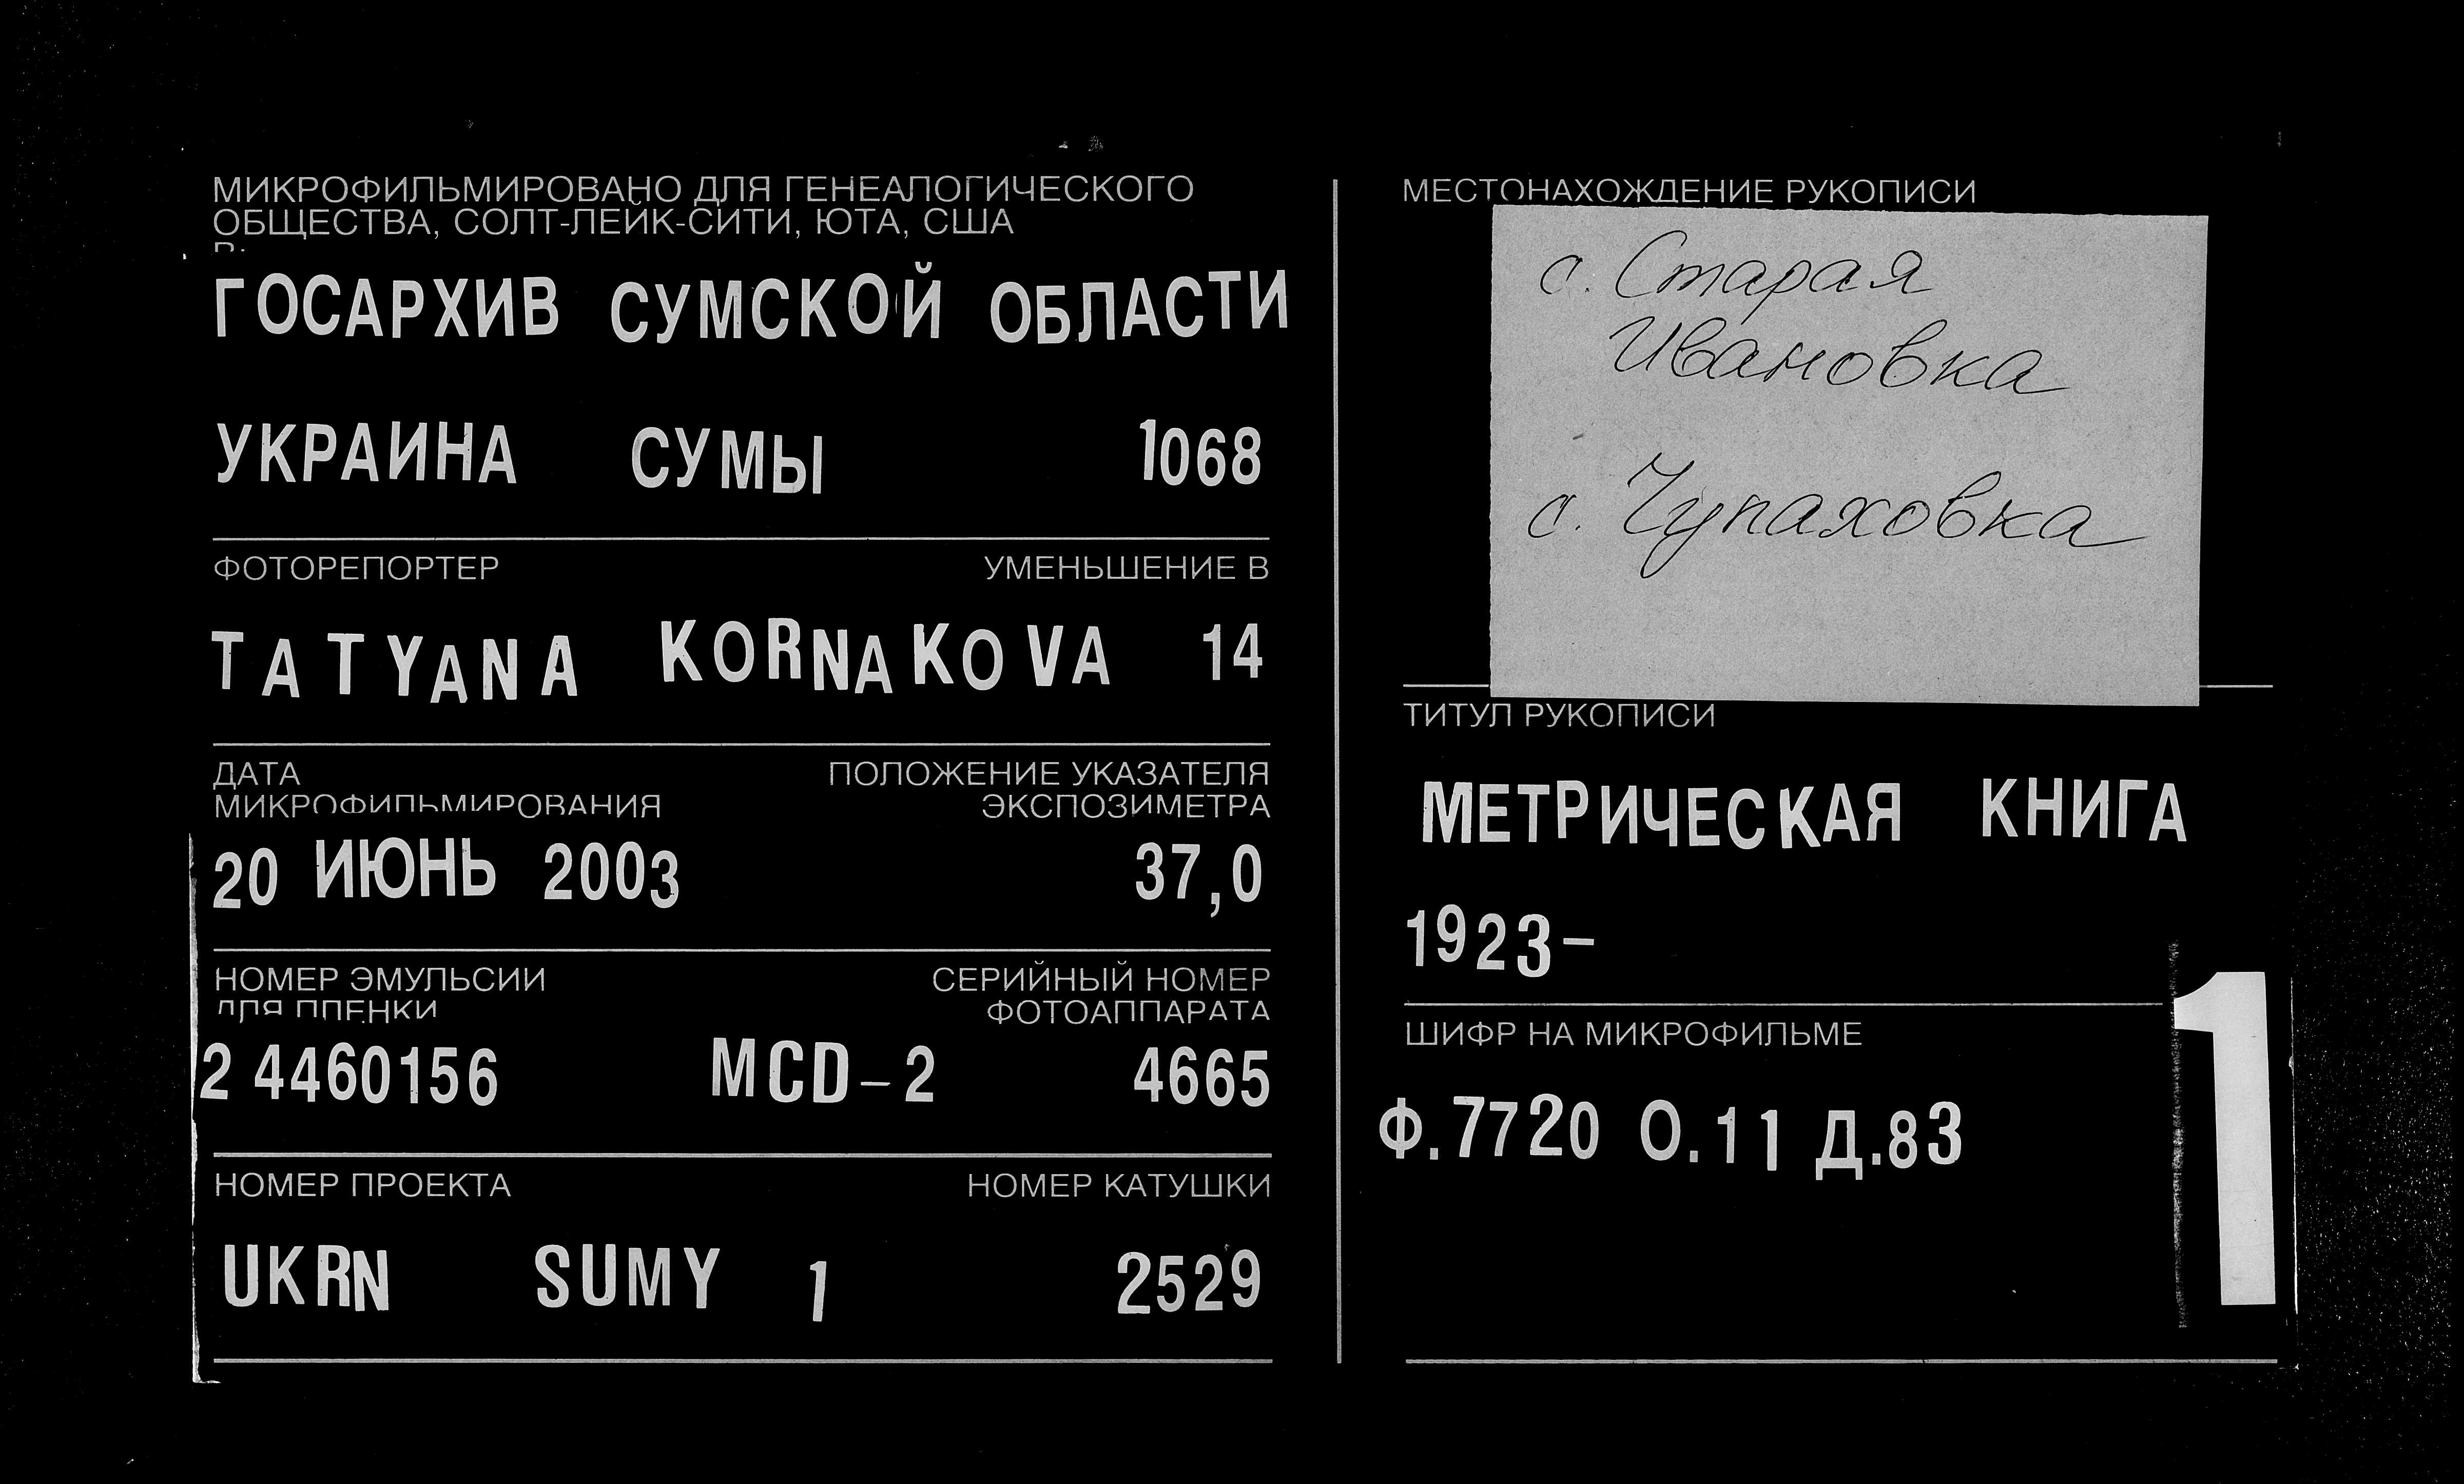 МИКРОФИЛЬМИРОВАНО ДЛЯ ГЕНЕАЛОГИЧЕСКОГО
ОБЩЕСТВА, СОЛТ-ЛЕЙК-СИТИ, ЮТА, США
В:
ГОСАРХИВ СУМСКОЙ ОБЛАСТИ
УКРАИНА СУМЫ 1068
ФОТОРЕПОРТЕР УМЕНЬШЕНИЕ В
TATYANA KORNAKOVA 14
ДАТА ПОЛОЖЕНИЕ УКАЗАТЕЛЯ
МИКРОФИЛЬМИРОВАНИЯ ЭКСПОЗИМЕТРА
20 ИЮНЬ 2003 37,0
НОМЕР ЭМУЛЬСИИ СЕРИЙНЫЙ НОМЕР
ДЛЯ ПЛЕНКИ ФОТОАППАРАТА
2 4460156 MCD-2 4665
НОМЕР ПРОЕКТА НОМЕР КАТУШКИ
UKRN SUMY 1 2529
МЕСТОНАХОЖДЕНИЕ РУКОПИСИ
с. Старая
Ивановка
с. Чупаховка
ТИТУЛ РУКОПИСИ
МЕТРИЧЕСКАЯ КНИГА
1923-
ШИФР НА МИКРОФИЛЬМЕ
Ф.7720 О.11 Д.83
1